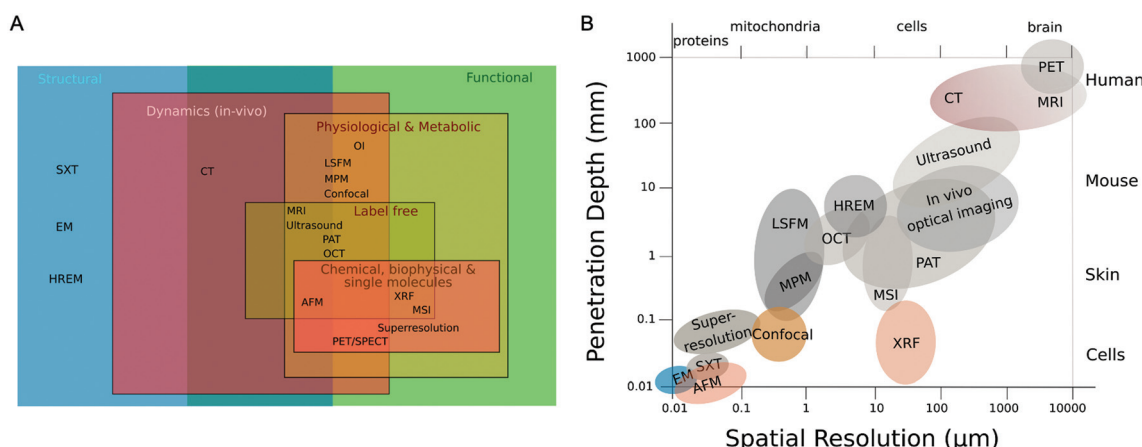 A
Structural
Functional
Dynamics (in-vivo)
Physiological & Metabolic
OI
LSFM
SXT
CT
MPM
Confocal
MRI
Label free
Ultrasound
EM
PAT
OCT
Chemical, biophysical &
single molecules
HREM
AFM
XRF
MSI
Superresolution
PET/SPECT
B
proteins
mitochondria
cells
brain
Penetration Depth (mm)
1000
100
10
1
0.1
0.01
PET
CT
MRI
Ultrasound
In vivo
optical imaging
HREM
LSFM
OCT
PAT
MPM
MSI
Super-
resolution
Confocal
XRF
SXT
EM
AFM
Human
Mouse
Skin
Cells
0.01
0.1
1
10
100
1000
10000
Spatial Resolution (μm)